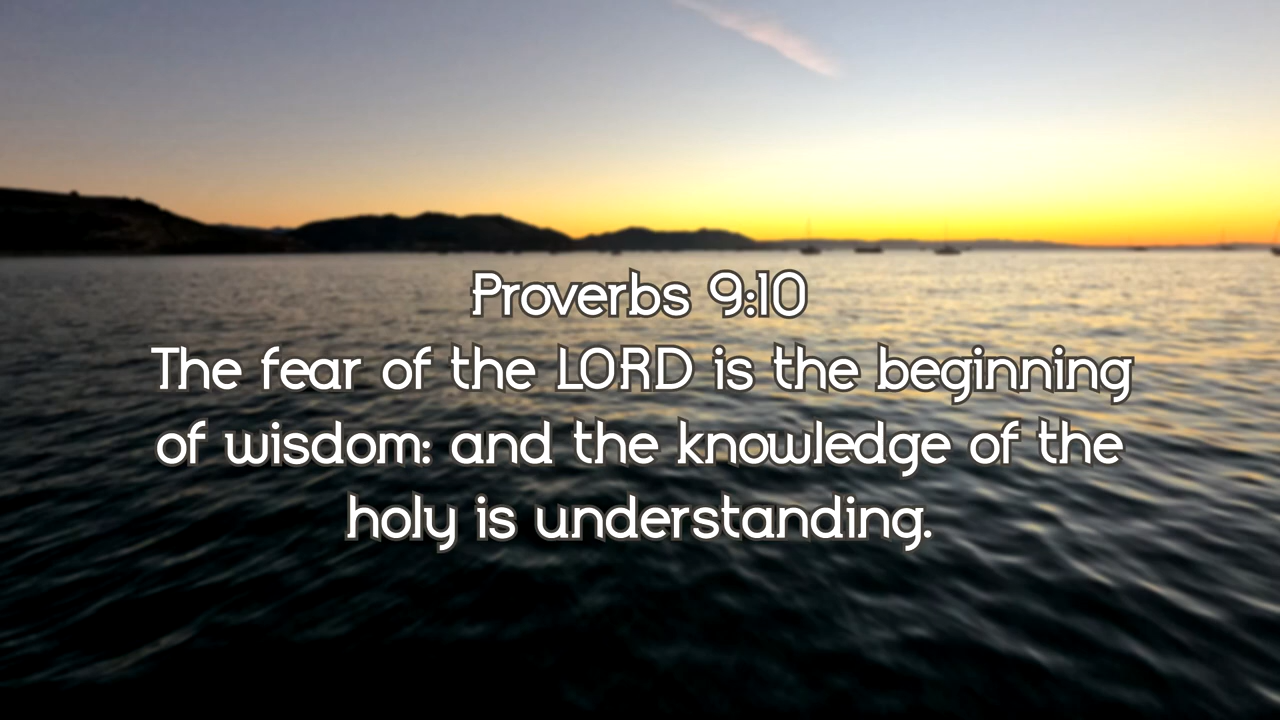 Proverbs 9:10
The fear of the LORD is the beginning
of wisdom: and the knowledge of the
holy is understanding.